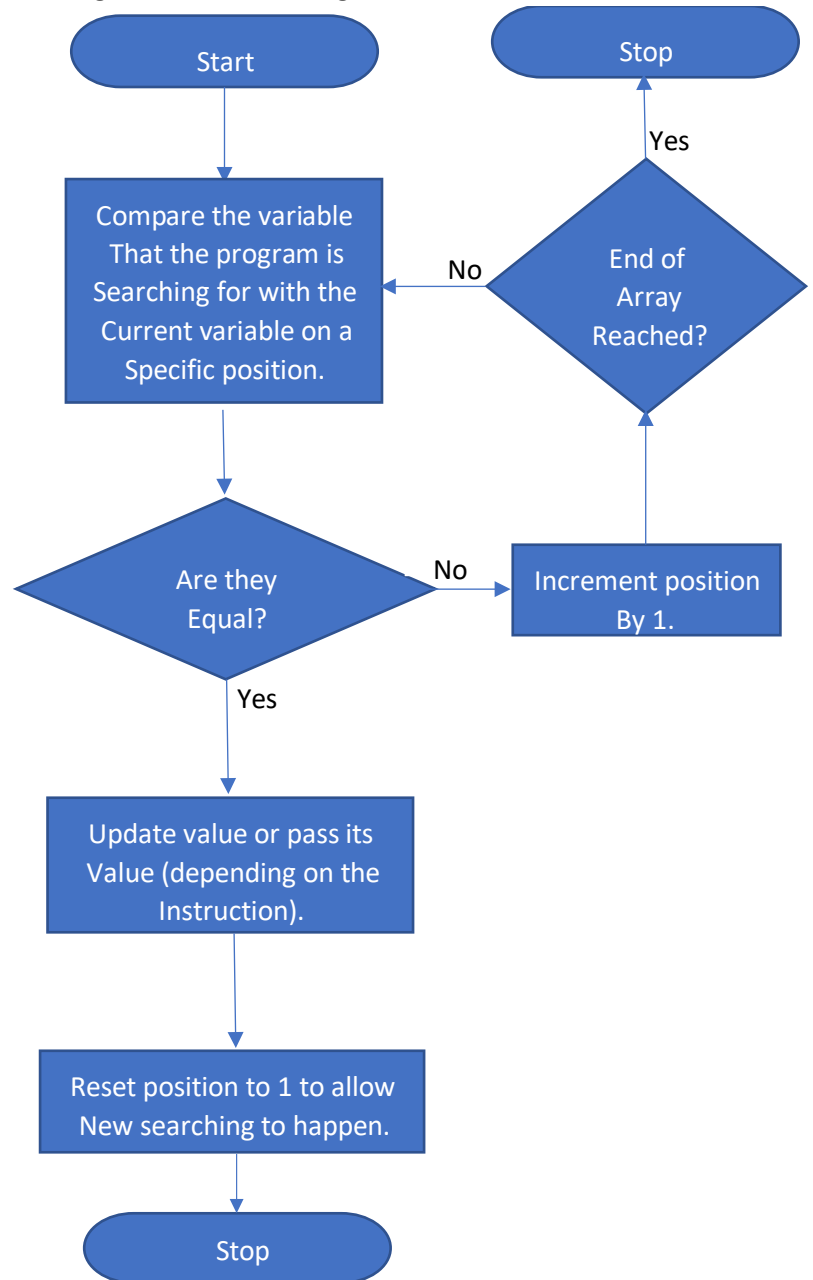 Start
Stop
Yes
Compare the variable
That the program is
Searching for with the
Current variable on a
Specific position.
No
End of
Array
Reached?
Are they
Equal?
No
Increment position
By 1.
Yes
Update value or pass its
Value (depending on the
Instruction).
Reset position to 1 to allow
New searching to happen.
Stop